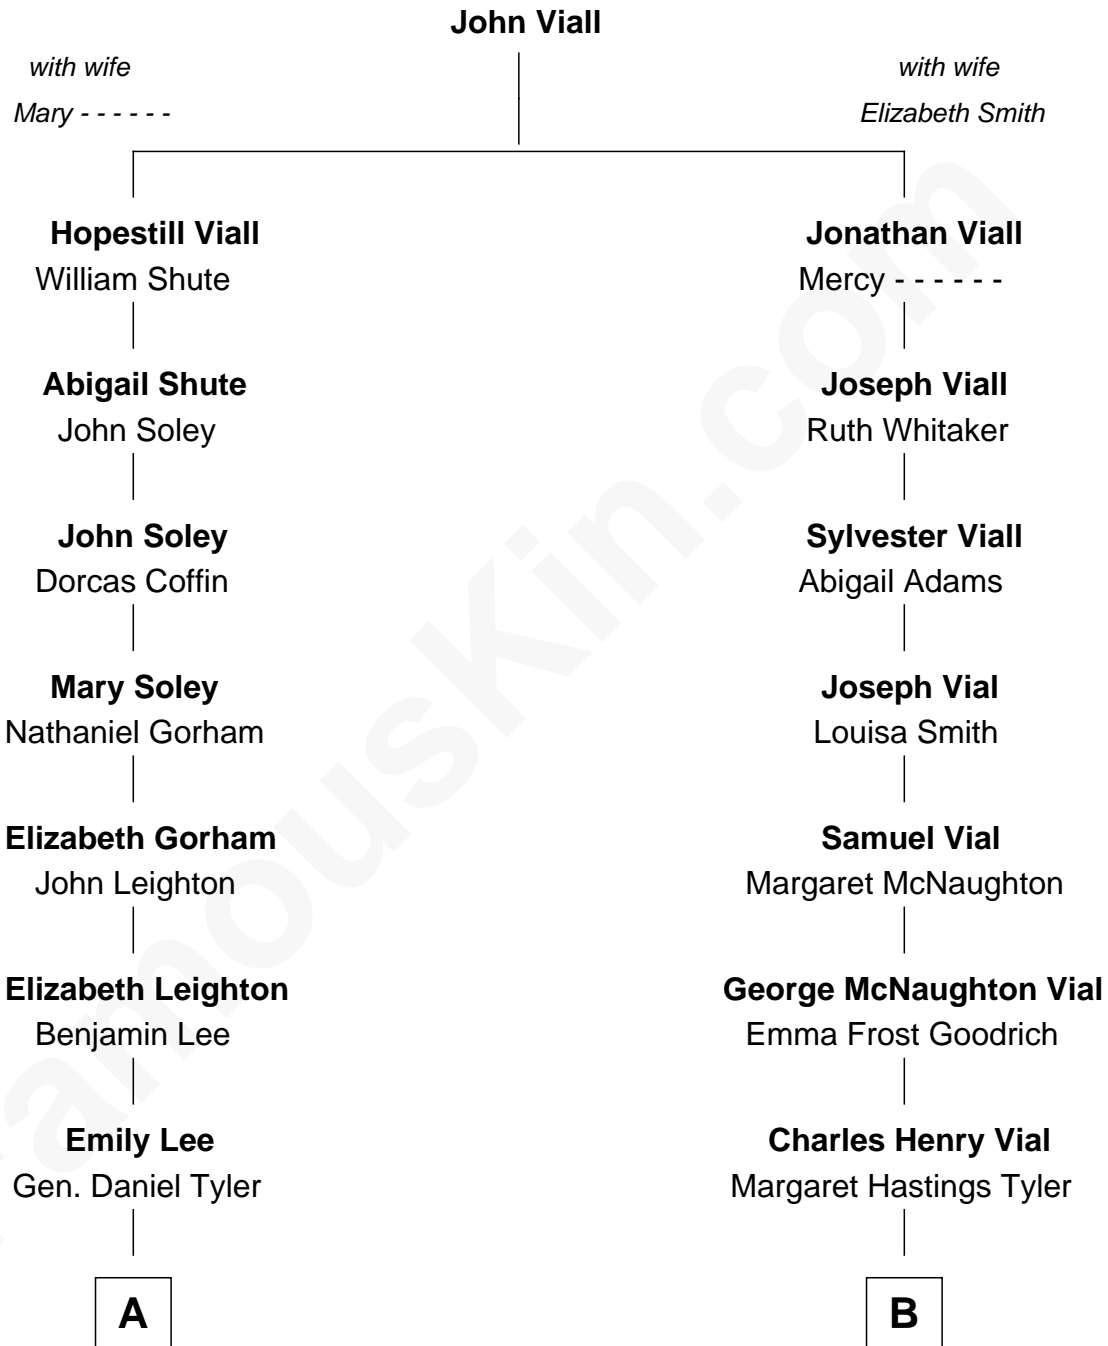 John Viall
with wife
Mary - - - - - -
with wife
Elizabeth Smith
Hopestill Viall
William Shute
Abigail Shute
John Soley
John Soley
Dorcas Coffin
Mary Soley
Nathaniel Gorham
Elizabeth Gorham
John Leighton
Elizabeth Leighton
Benjamin Lee
Emily Lee
Gen. Daniel Tyler
A
Jonathan Viall
Mercy - - - - - -
Joseph Viall
Ruth Whitaker
Sylvester Viall
Abigail Adams
Joseph Vial
Louisa Smith
Samuel Vial
Margaret McNaughton
George McNaughton Vial
Emma Frost Goodrich
Charles Henry Vial
Margaret Hastings Tyler
B
FamousKin.com